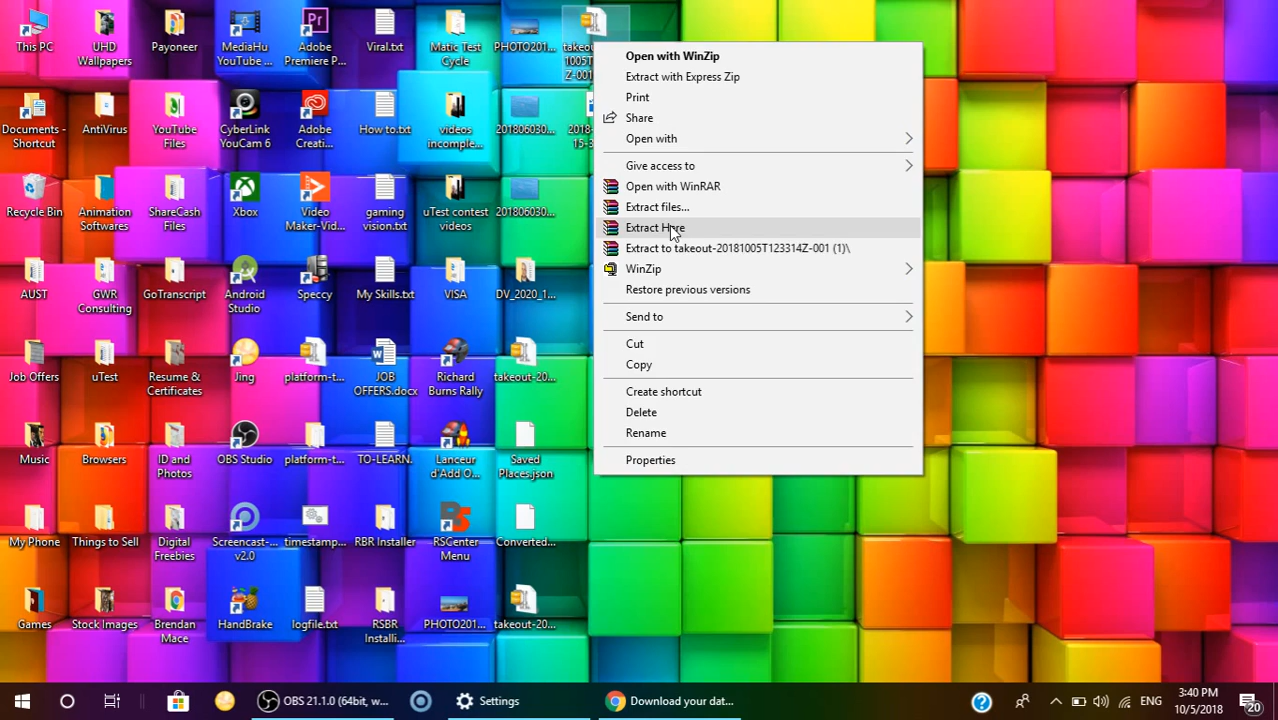 This PC
UHD
Wallpapers
Payoneer
MediaHu
YouTube ...
Adobe
Premiere P...
Viral.txt
Matic Test
Cycle
PHOTO201...
takeou
1005T
Z-001
Documents -
Shortcut
AntiVirus
YouTube
Files
CyberLink
YouCam 6
Adobe
Creati...
How to.txt
videos
incomple...
201806030...
2018-
15-3
Recycle Bin
Animation
Softwares
ShareCash
Files
Xbox
Video
Maker-Vid...
gaming
vision.txt
uTest contest
videos
201806030...
AUST
GWR
Consulting
GoTranscript
Android
Studio
Speccy
My Skills.txt
VISA
DV_2020_1...
Job Offers
uTest
Resume &
Certificates
Jing
platform-t...
JOB
OFFERS.docx
Richard
Burns Rally
takeout-20...
Music
Browsers
ID and
Photos
OBS Studio
platform-t...
TO-LEARN.
Lanceur
d'Add O...
Saved
Places.json
My Phone
Things to Sell
Digital
Freebies
Screencast-...
v2.0
timestamp...
RBR Installer
RSCenter
Menu
Converted...
Games
Stock Images
Brendan
Mace
HandBrake
logfile.txt
RSBR
Installi...
PHOTO201...
takeout-20...
Open with WinZip
Extract with Express Zip
Print
Share
Open with
Give access to
Open with WinRAR
Extract files...
Extract Here
Extract to takeout-20181005T123314Z-001 (1)\
WinZip
Restore previous versions
Send to
Cut
Copy
Create shortcut
Delete
Rename
Properties
OBS 21.1.0 (64bit, w...
Settings
Download your dat...
ENG
3:40 PM
10/5/2018
20